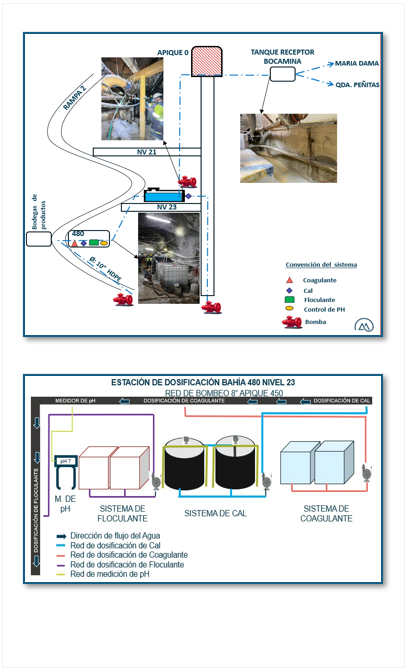 APIQUE 0
TANQUE RECEPTOR
BOCAMINA
MARIA DAMA
QDA. PEÑITAS
RAMPA 2
NV 21
NV 23
Bodegas de
productos
480
Ø: 10" HDPE
Convención del sistema
Coagulante
Cal
Floculante
Control de PH
Bomba
ESTACIÓN DE DOSIFICACIÓN BAHÍA 480 NIVEL 23
RED DE BOMBEO 8" APIQUE 450
MEDIDOR DE pH
DOSIFICACIÓN DE COAGULANTE
DOSIFICACIÓN DE CAL
DOSIFICACIÓN DE FLOCULANTE
pH 7
M. DE
pH
SISTEMA DE
FLOCULANTE
SISTEMA DE CAL
SISTEMA DE
COAGULANTE
Dirección de flujo del Agua
Red de dosificación de Cal
Red de dosificación de Coagulante
Red de dosificación de Floculante
Red de medición de pH